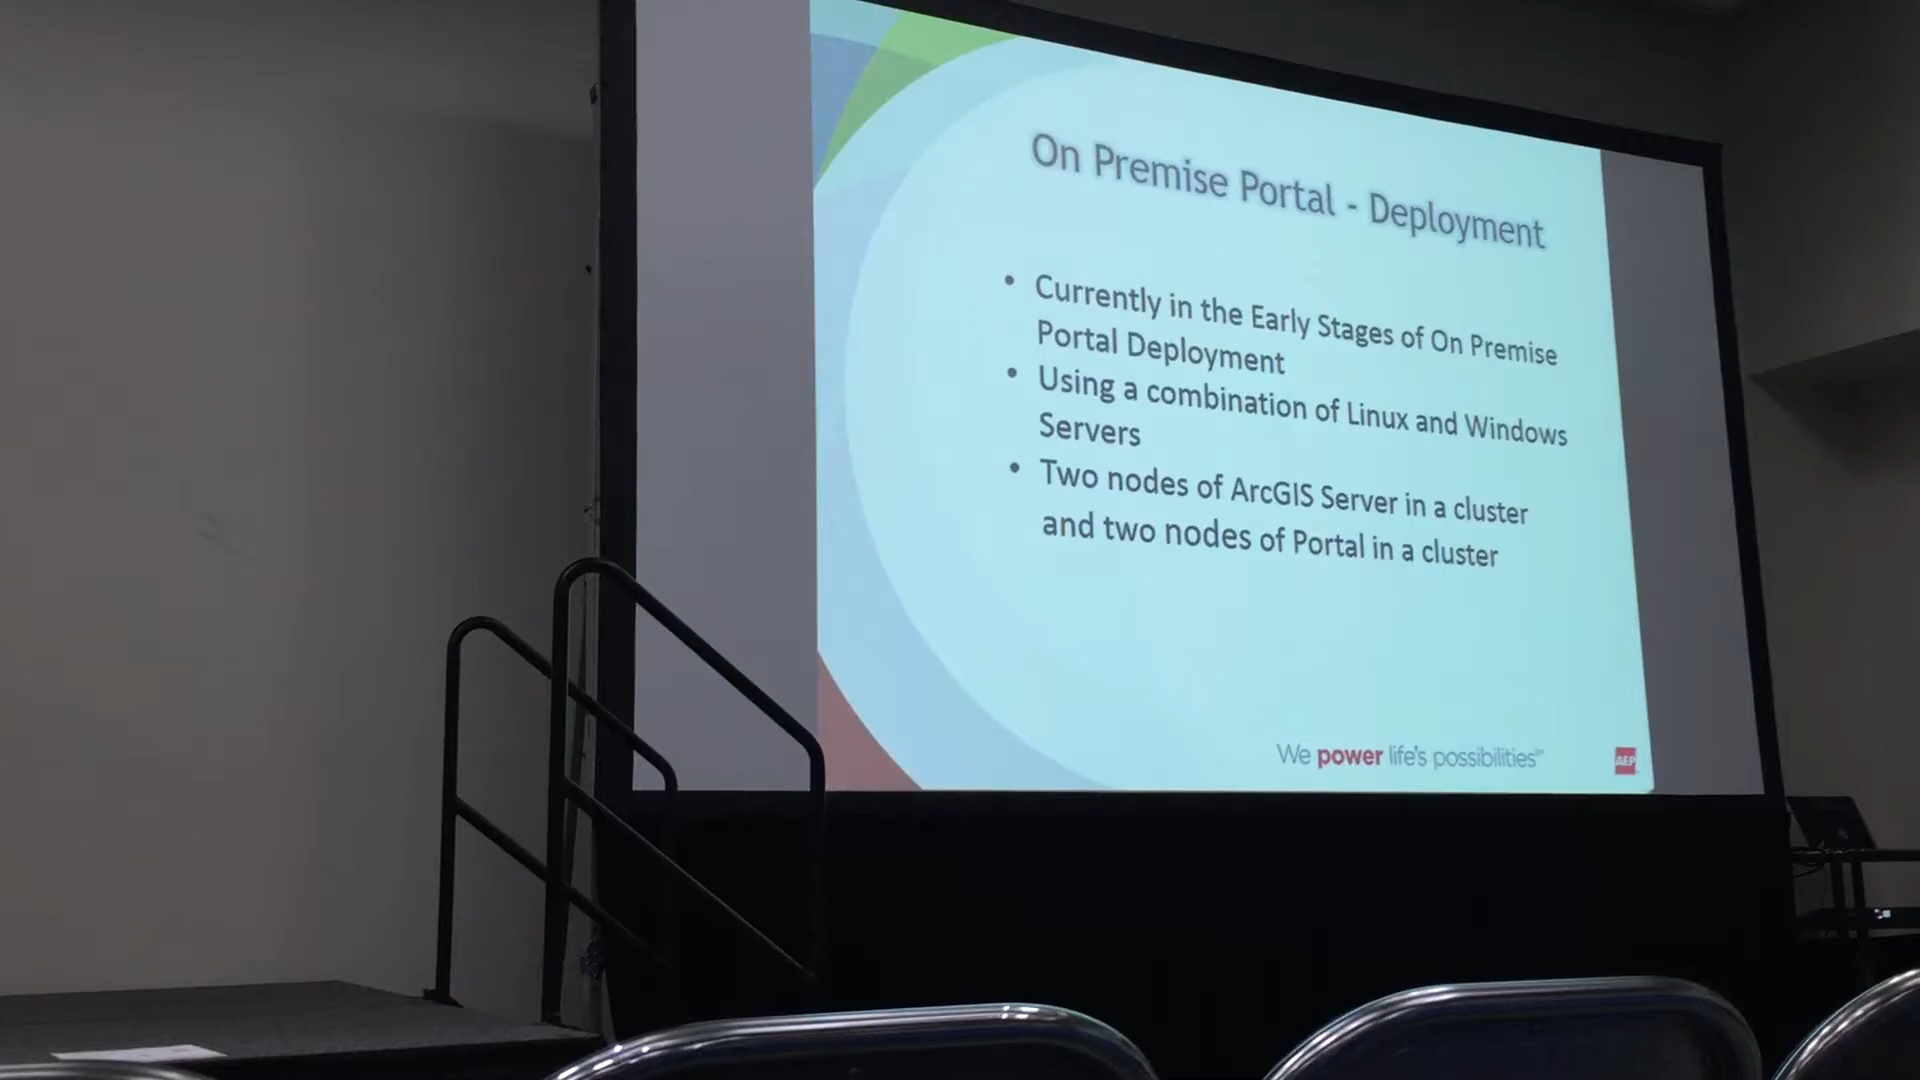 On Premise Portal - Deployment
• Currently in the Early Stages of On Premise
Portal Deployment
• Using a combination of Linux and Windows
Servers
• Two nodes of ArcGIS Server in a cluster
and two nodes of Portal in a cluster
We power life's possibilities℠
AEP